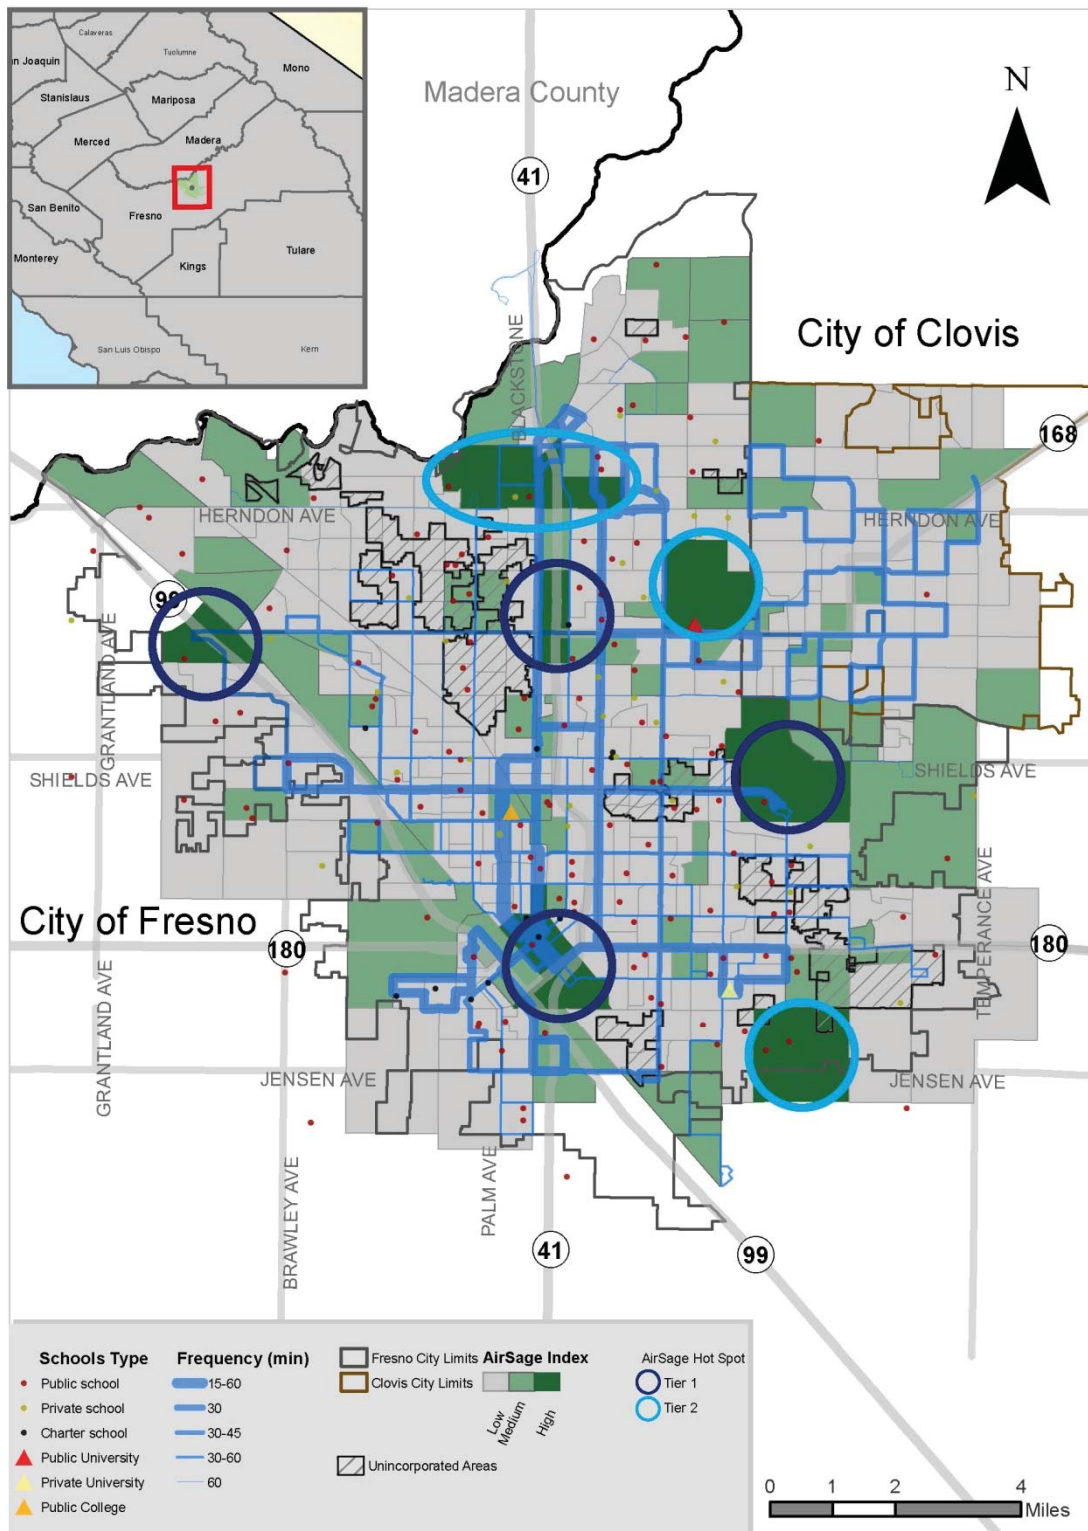 Calaveras
Tuolumne
n Joaquin
Mono
Stanislaus
Mariposa
Merced
Madera
San Benito
Fresno
Monterey
Kings
Tulare
San Luis Obispo
Kern
Madera County
N
41
BLACKSTONE
City of Clovis
168
HERNDON AVE
HERNDON AVE
99
GRANTLAND AVE
SHIELDS AVE
SHIELDS AVE
City of Fresno
180
180
TEMPERANCE AVE
GRANTLAND AVE
JENSEN AVE
JENSEN AVE
BRAWLEY AVE
PALM AVE
41
99
Schools Type
Public school
Private school
Charter school
Public University
Private University
Public College
Frequency (min)
15-60
30
30-45
30-60
60
Fresno City Limits
Clovis City Limits
Unincorporated Areas
AirSage Index
Low
Medium
High
AirSage Hot Spot
Tier 1
Tier 2
0 1 2 4
Miles